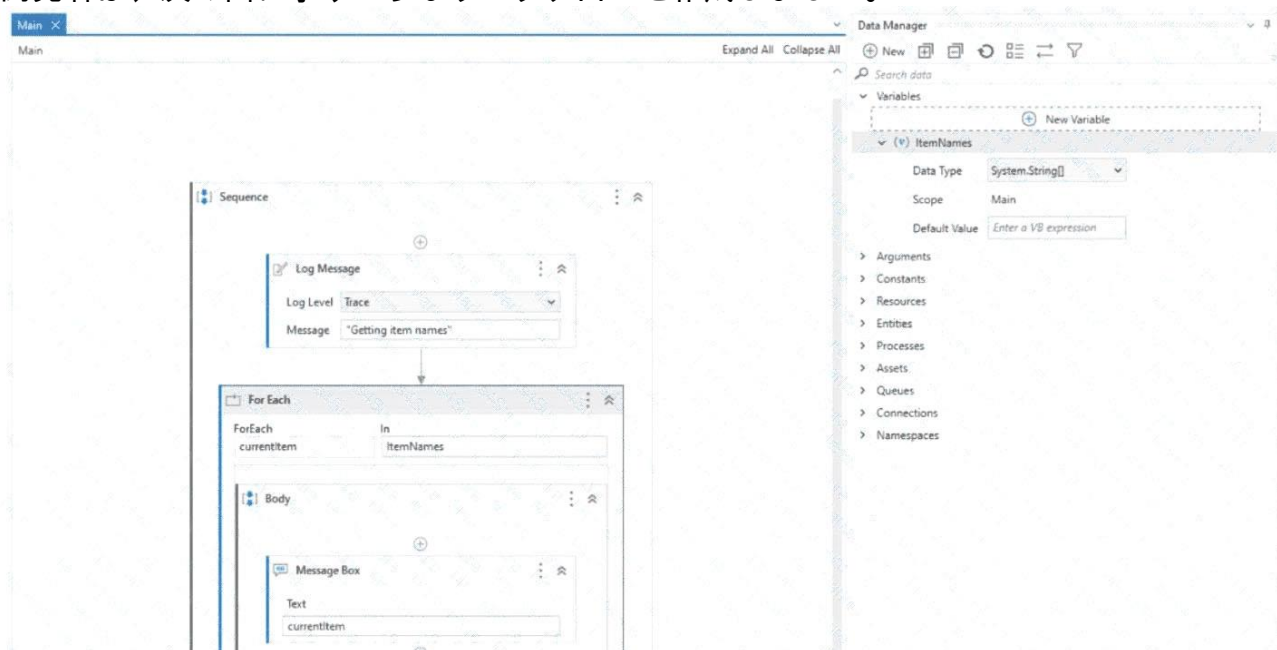 Main
Main
Expand All Collapse All
Sequence
Log Message
Log Level Trace
Message "Getting item names"
For Each
ForEach In
currentItem ItemNames
Body
Message Box
Text
currentItem
Data Manager
New
Search data
Variables
New Variable
(v) ItemNames
Data Type System.String[]
Scope Main
Default Value Enter a VB expression
Arguments
Constants
Resources
Entities
Processes
Assets
Queues
Connections
Namespaces